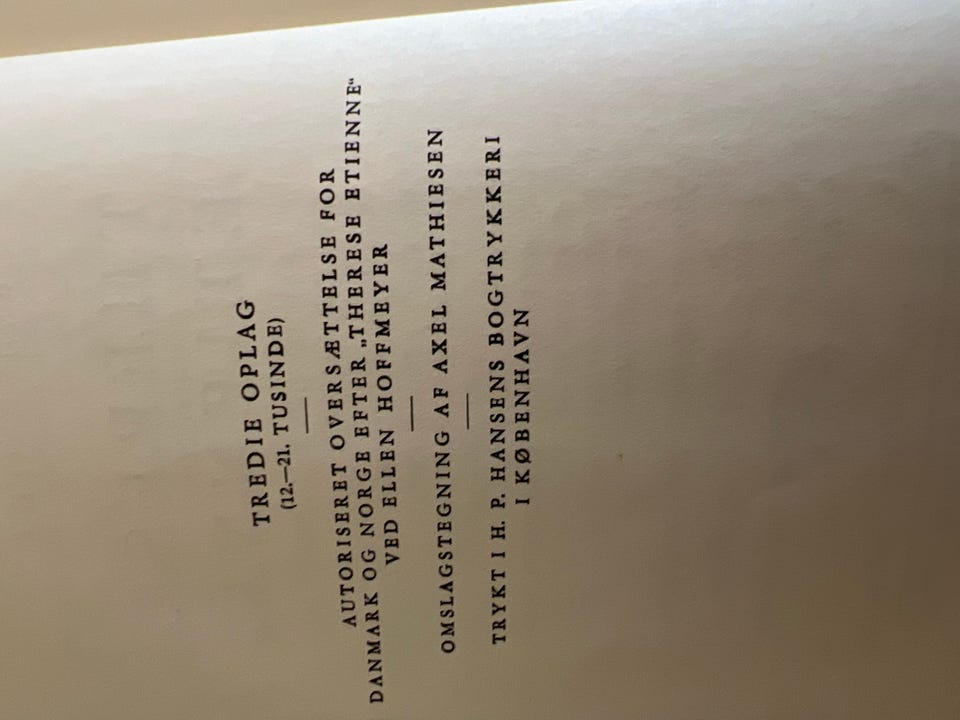 TREDIE OPLAG
(12.—21. TUSINDE)
AUTORISERET OVERSÆTTELSE FOR
DANMARK OG NORGE EFTER „THERESE ETIENNE“
VED ELLEN HOFFMEYER
OMSLAGSTEGNING AF AXEL MATHIESEN
TRYKT I H. P. HANSENS BOGTRYKKERI
I KØBENHAVN